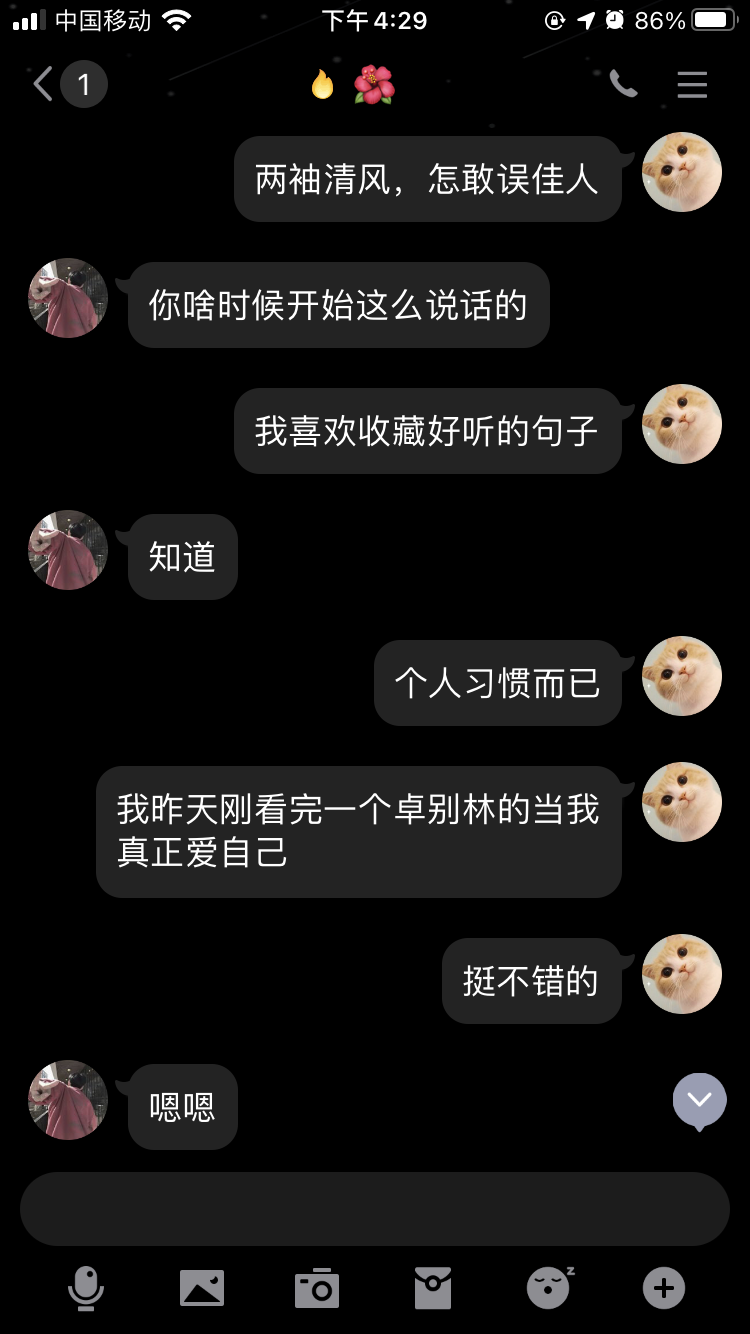 中国移动 下午4:29 86%
1
两袖清风，怎敢误佳人
你啥时候开始这么说话的
我喜欢收藏好听的句子
知道
个人习惯而已
我昨天刚看完一个卓别林的当我
真正爱自己
挺不错的
嗯嗯
z